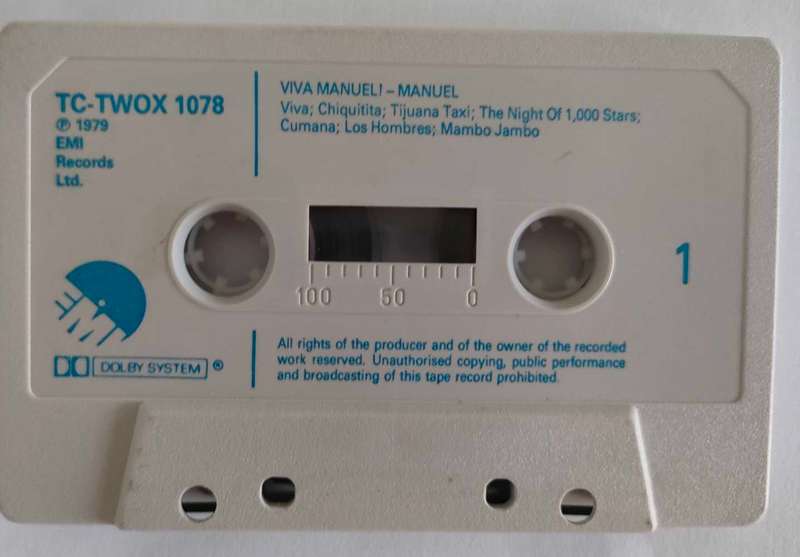 TC-TWOX 1078
℗ 1979
EMI
Records
Ltd.
VIVA MANUEL! – MANUEL
Viva; Chiquitita; Tijuana Taxi; The Night Of 1,000 Stars;
Cumana; Los Hombres; Mambo Jambo
100 50 0
1
EMI
DOLBY SYSTEM ®
All rights of the producer and of the owner of the recorded
work reserved. Unauthorised copying, public performance
and broadcasting of this tape record prohibited.